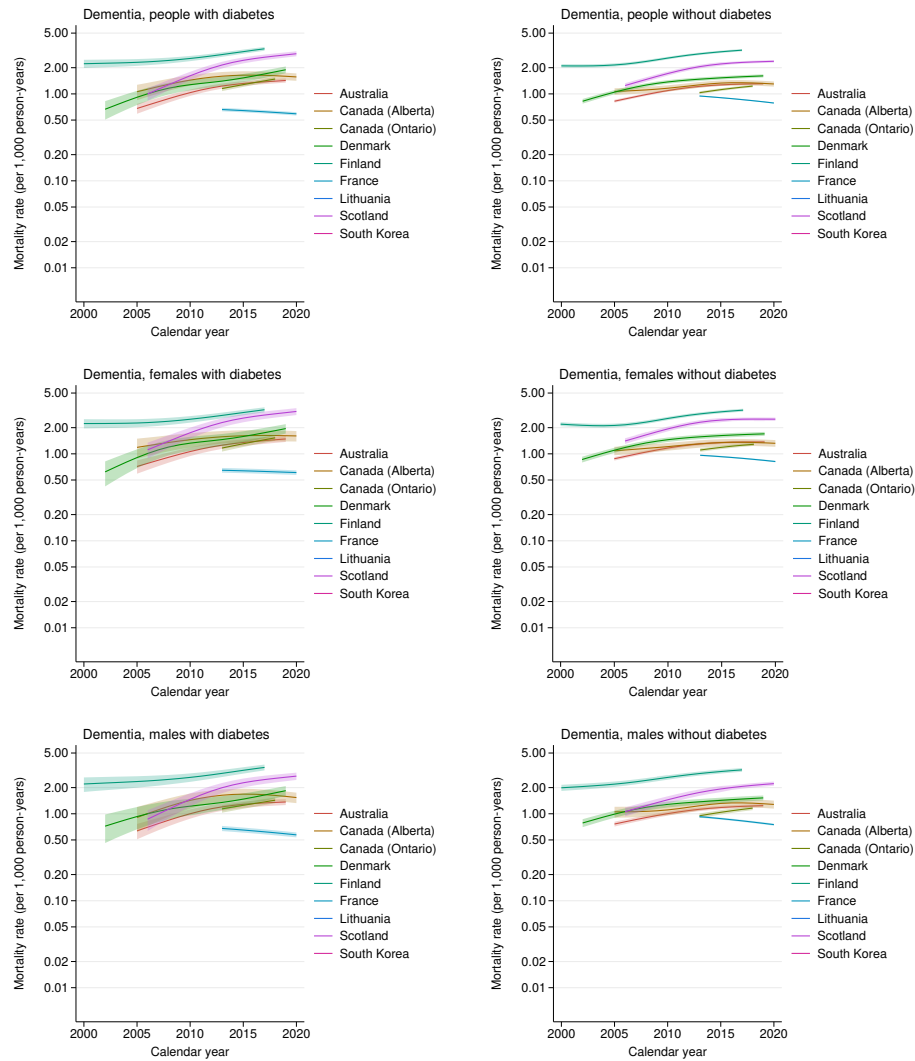 Dementia, people with diabetes
Mortality rate (per 1,000 person-years)
5.00
2.00
1.00
0.50
0.20
0.10
0.05
0.02
0.01
2000 2005 2010 2015 2020
Calendar year
Australia
Canada (Alberta)
Canada (Ontario)
Denmark
Finland
France
Lithuania
Scotland
South Korea
Dementia, people without diabetes
Mortality rate (per 1,000 person-years)
5.00
2.00
1.00
0.50
0.20
0.10
0.05
0.02
0.01
2000 2005 2010 2015 2020
Calendar year
Australia
Canada (Alberta)
Canada (Ontario)
Denmark
Finland
France
Lithuania
Scotland
South Korea
Dementia, females with diabetes
Mortality rate (per 1,000 person-years)
5.00
2.00
1.00
0.50
0.20
0.10
0.05
0.02
0.01
2000 2005 2010 2015 2020
Calendar year
Australia
Canada (Alberta)
Canada (Ontario)
Denmark
Finland
France
Lithuania
Scotland
South Korea
Dementia, females without diabetes
Mortality rate (per 1,000 person-years)
5.00
2.00
1.00
0.50
0.20
0.10
0.05
0.02
0.01
2000 2005 2010 2015 2020
Calendar year
Australia
Canada (Alberta)
Canada (Ontario)
Denmark
Finland
France
Lithuania
Scotland
South Korea
Dementia, males with diabetes
Mortality rate (per 1,000 person-years)
5.00
2.00
1.00
0.50
0.20
0.10
0.05
0.02
0.01
2000 2005 2010 2015 2020
Calendar year
Australia
Canada (Alberta)
Canada (Ontario)
Denmark
Finland
France
Lithuania
Scotland
South Korea
Dementia, males without diabetes
Mortality rate (per 1,000 person-years)
5.00
2.00
1.00
0.50
0.20
0.10
0.05
0.02
0.01
2000 2005 2010 2015 2020
Calendar year
Australia
Canada (Alberta)
Canada (Ontario)
Denmark
Finland
France
Lithuania
Scotland
South Korea